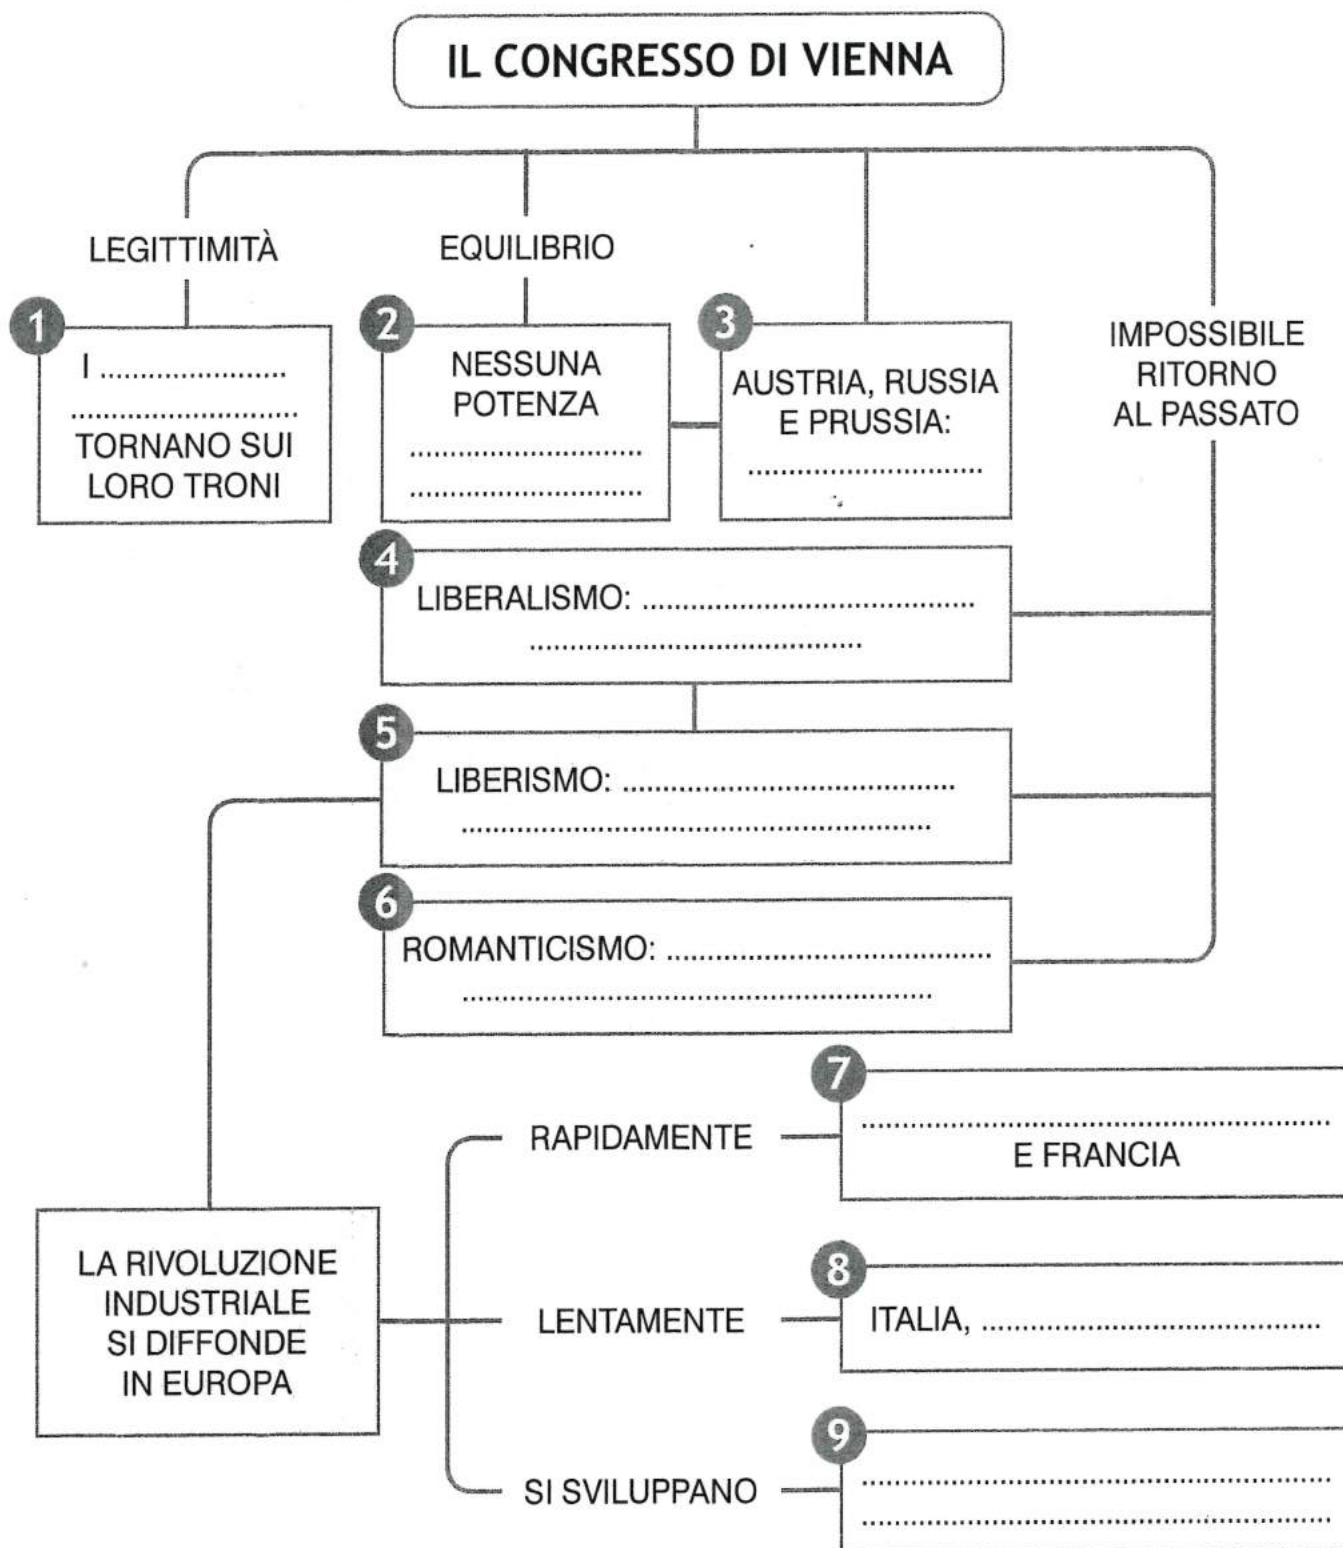 IL CONGRESSO DI VIENNA
LEGITTIMITÀ
EQUILIBRIO
IMPOSSIBILE
RITORNO
AL PASSATO
1
I .......................
............................
TORNANO SUI
LORO TRONI
2
NESSUNA
POTENZA
.............................
.............................
3
AUSTRIA, RUSSIA
E PRUSSIA:
.............................
4
LIBERALISMO: ..........................................
..........................................
5
LIBERISMO: ..........................................
...........................................................
6
ROMANTICISMO: .........................................
...........................................................
LA RIVOLUZIONE
INDUSTRIALE
SI DIFFONDE
IN EUROPA
RAPIDAMENTE
7
...........................................................
E FRANCIA
LENTAMENTE
8
ITALIA, ...........................................
SI SVILUPPANO
9
...........................................................
...........................................................